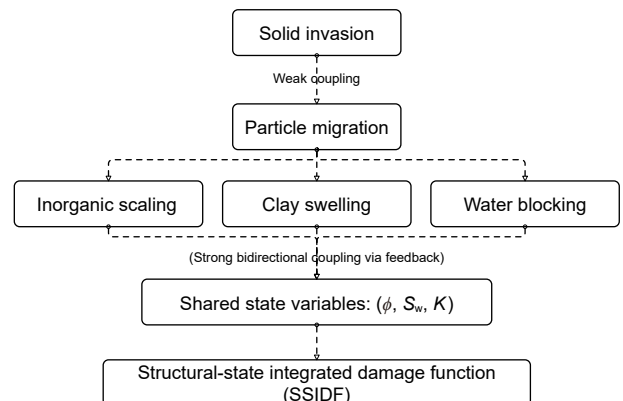 Solid invasion
Weak coupling
Particle migration
Inorganic scaling
Clay swelling
Water blocking
(Strong bidirectional coupling via feedback)
Shared state variables: (ϕ, Sw, K)
Structural-state integrated damage function
(SSIDF)